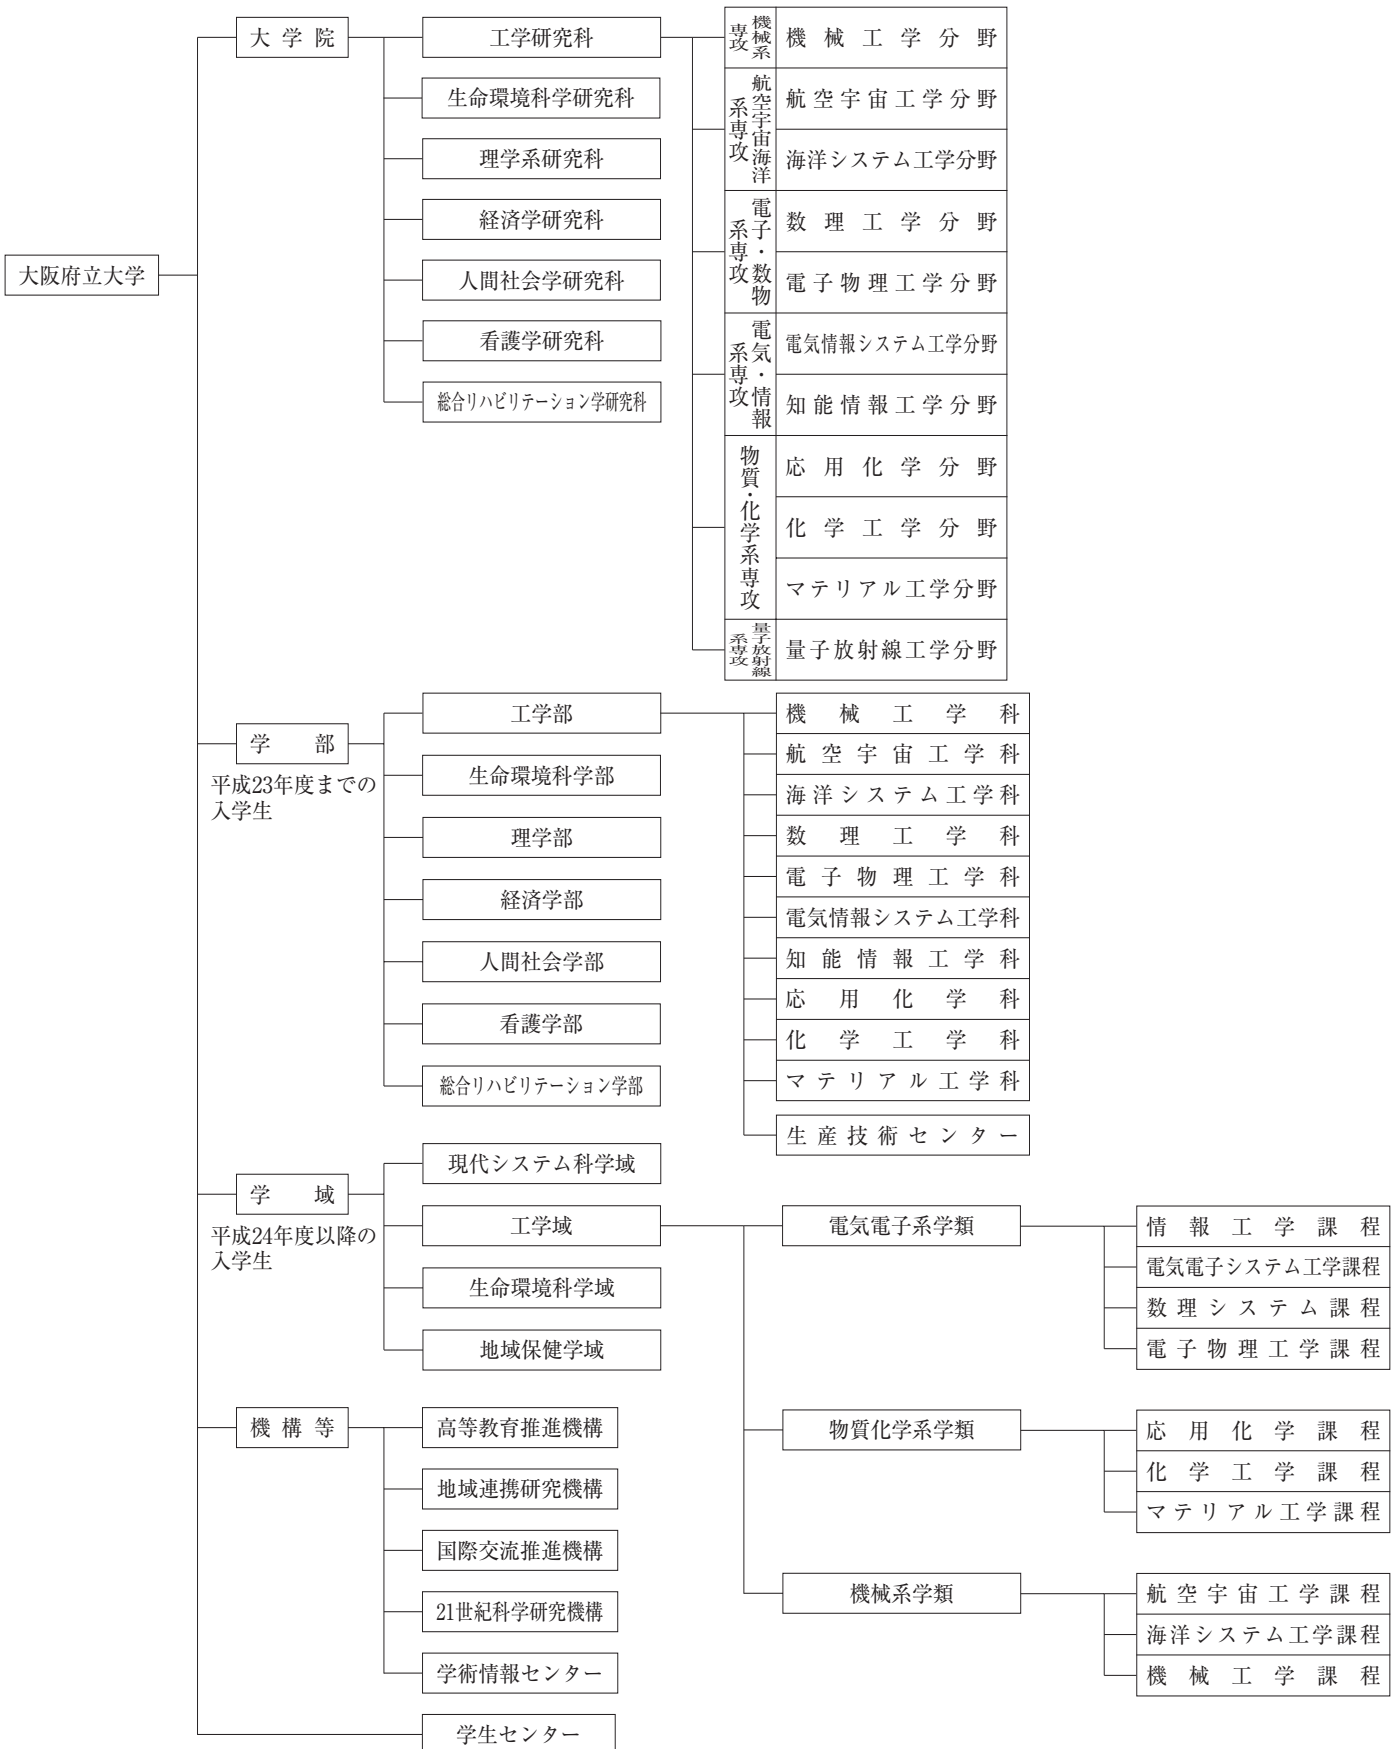 大阪府立大学
大学院
工学研究科
機械系専攻
機械工学分野
航空宇宙海洋系専攻
航空宇宙工学分野
海洋システム工学分野
電子・数物系専攻
数理工学分野
電子物理工学分野
電気・情報系専攻
電気情報システム工学分野
知能情報工学分野
物質・化学系専攻
応用化学分野
化学工学分野
マテリアル工学分野
量子放射線系専攻
量子放射線工学分野
生命環境科学研究科
理学系研究科
経済学研究科
人間社会学研究科
看護学研究科
総合リハビリテーション学研究科
学部
平成23年度までの
入学生
工学部
機械工学科
航空宇宙工学科
海洋システム工学科
数理工学科
電子物理工学科
電気情報システム工学科
知能情報工学科
応用化学科
化学工学科
マテリアル工学科
生産技術センター
生命環境科学部
理学部
経済学部
人間社会学部
看護学部
総合リハビリテーション学部
学域
平成24年度以降の
入学生
現代システム科学域
工学域
電気電子系学類
情報工学課程
電気電子システム工学課程
数理システム課程
電子物理工学課程
物質化学系学類
応用化学課程
化学工学課程
マテリアル工学課程
機械系学類
航空宇宙工学課程
海洋システム工学課程
機械工学課程
生命環境科学域
地域保健学域
機構等
高等教育推進機構
地域連携研究機構
国際交流推進機構
21世紀科学研究機構
学術情報センター
学生センター